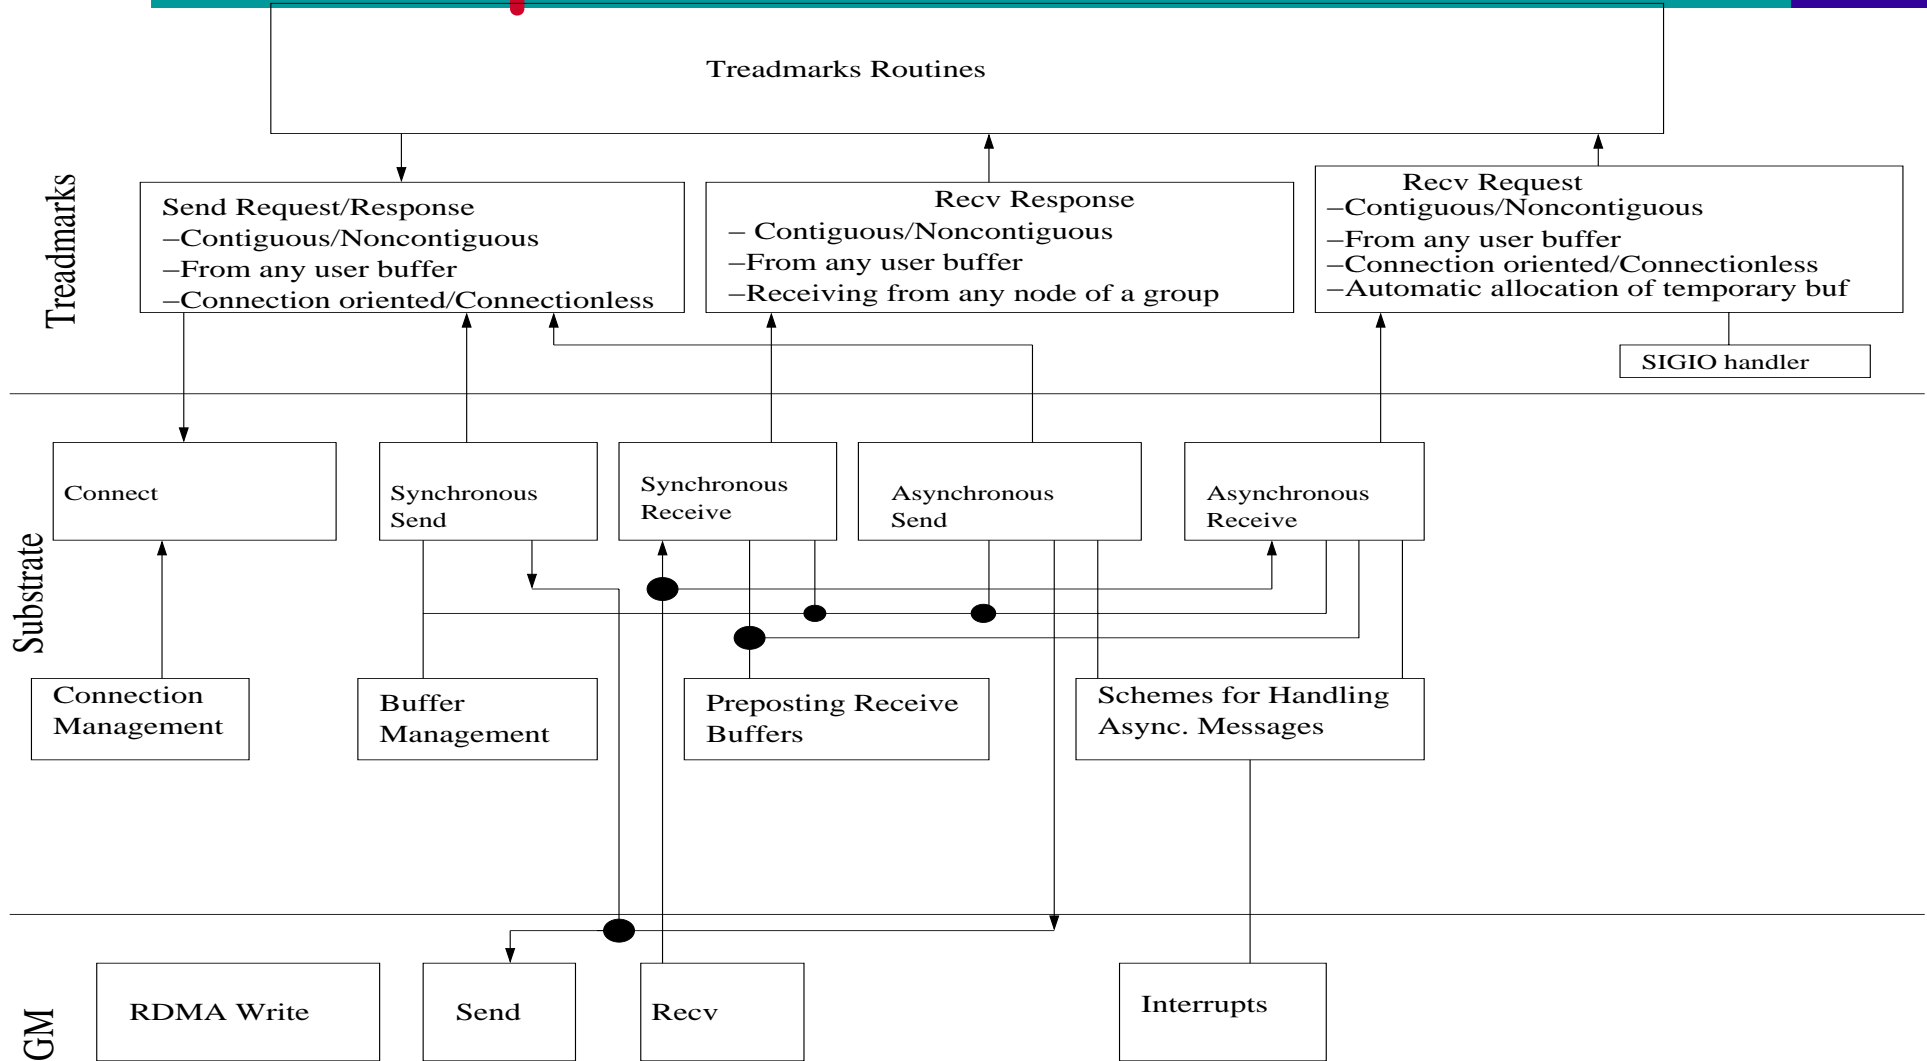 Treadmarks Routines
Treadmarks
Send Request/Response
–Contiguous/Noncontiguous
–From any user buffer
–Connection oriented/Connectionless
Recv Response
– Contiguous/Noncontiguous
–From any user buffer
–Receiving from any node of a group
Recv Request
–Contiguous/Noncontiguous
–From any user buffer
–Connection oriented/Connectionless
–Automatic allocation of temporary buf
SIGIO handler
Substrate
Connect
Synchronous
Send
Synchronous
Receive
Asynchronous
Send
Asynchronous
Receive
Connection
Management
Buffer
Management
Preposting Receive
Buffers
Schemes for Handling
Async. Messages
GM
RDMA Write
Send
Recv
Interrupts